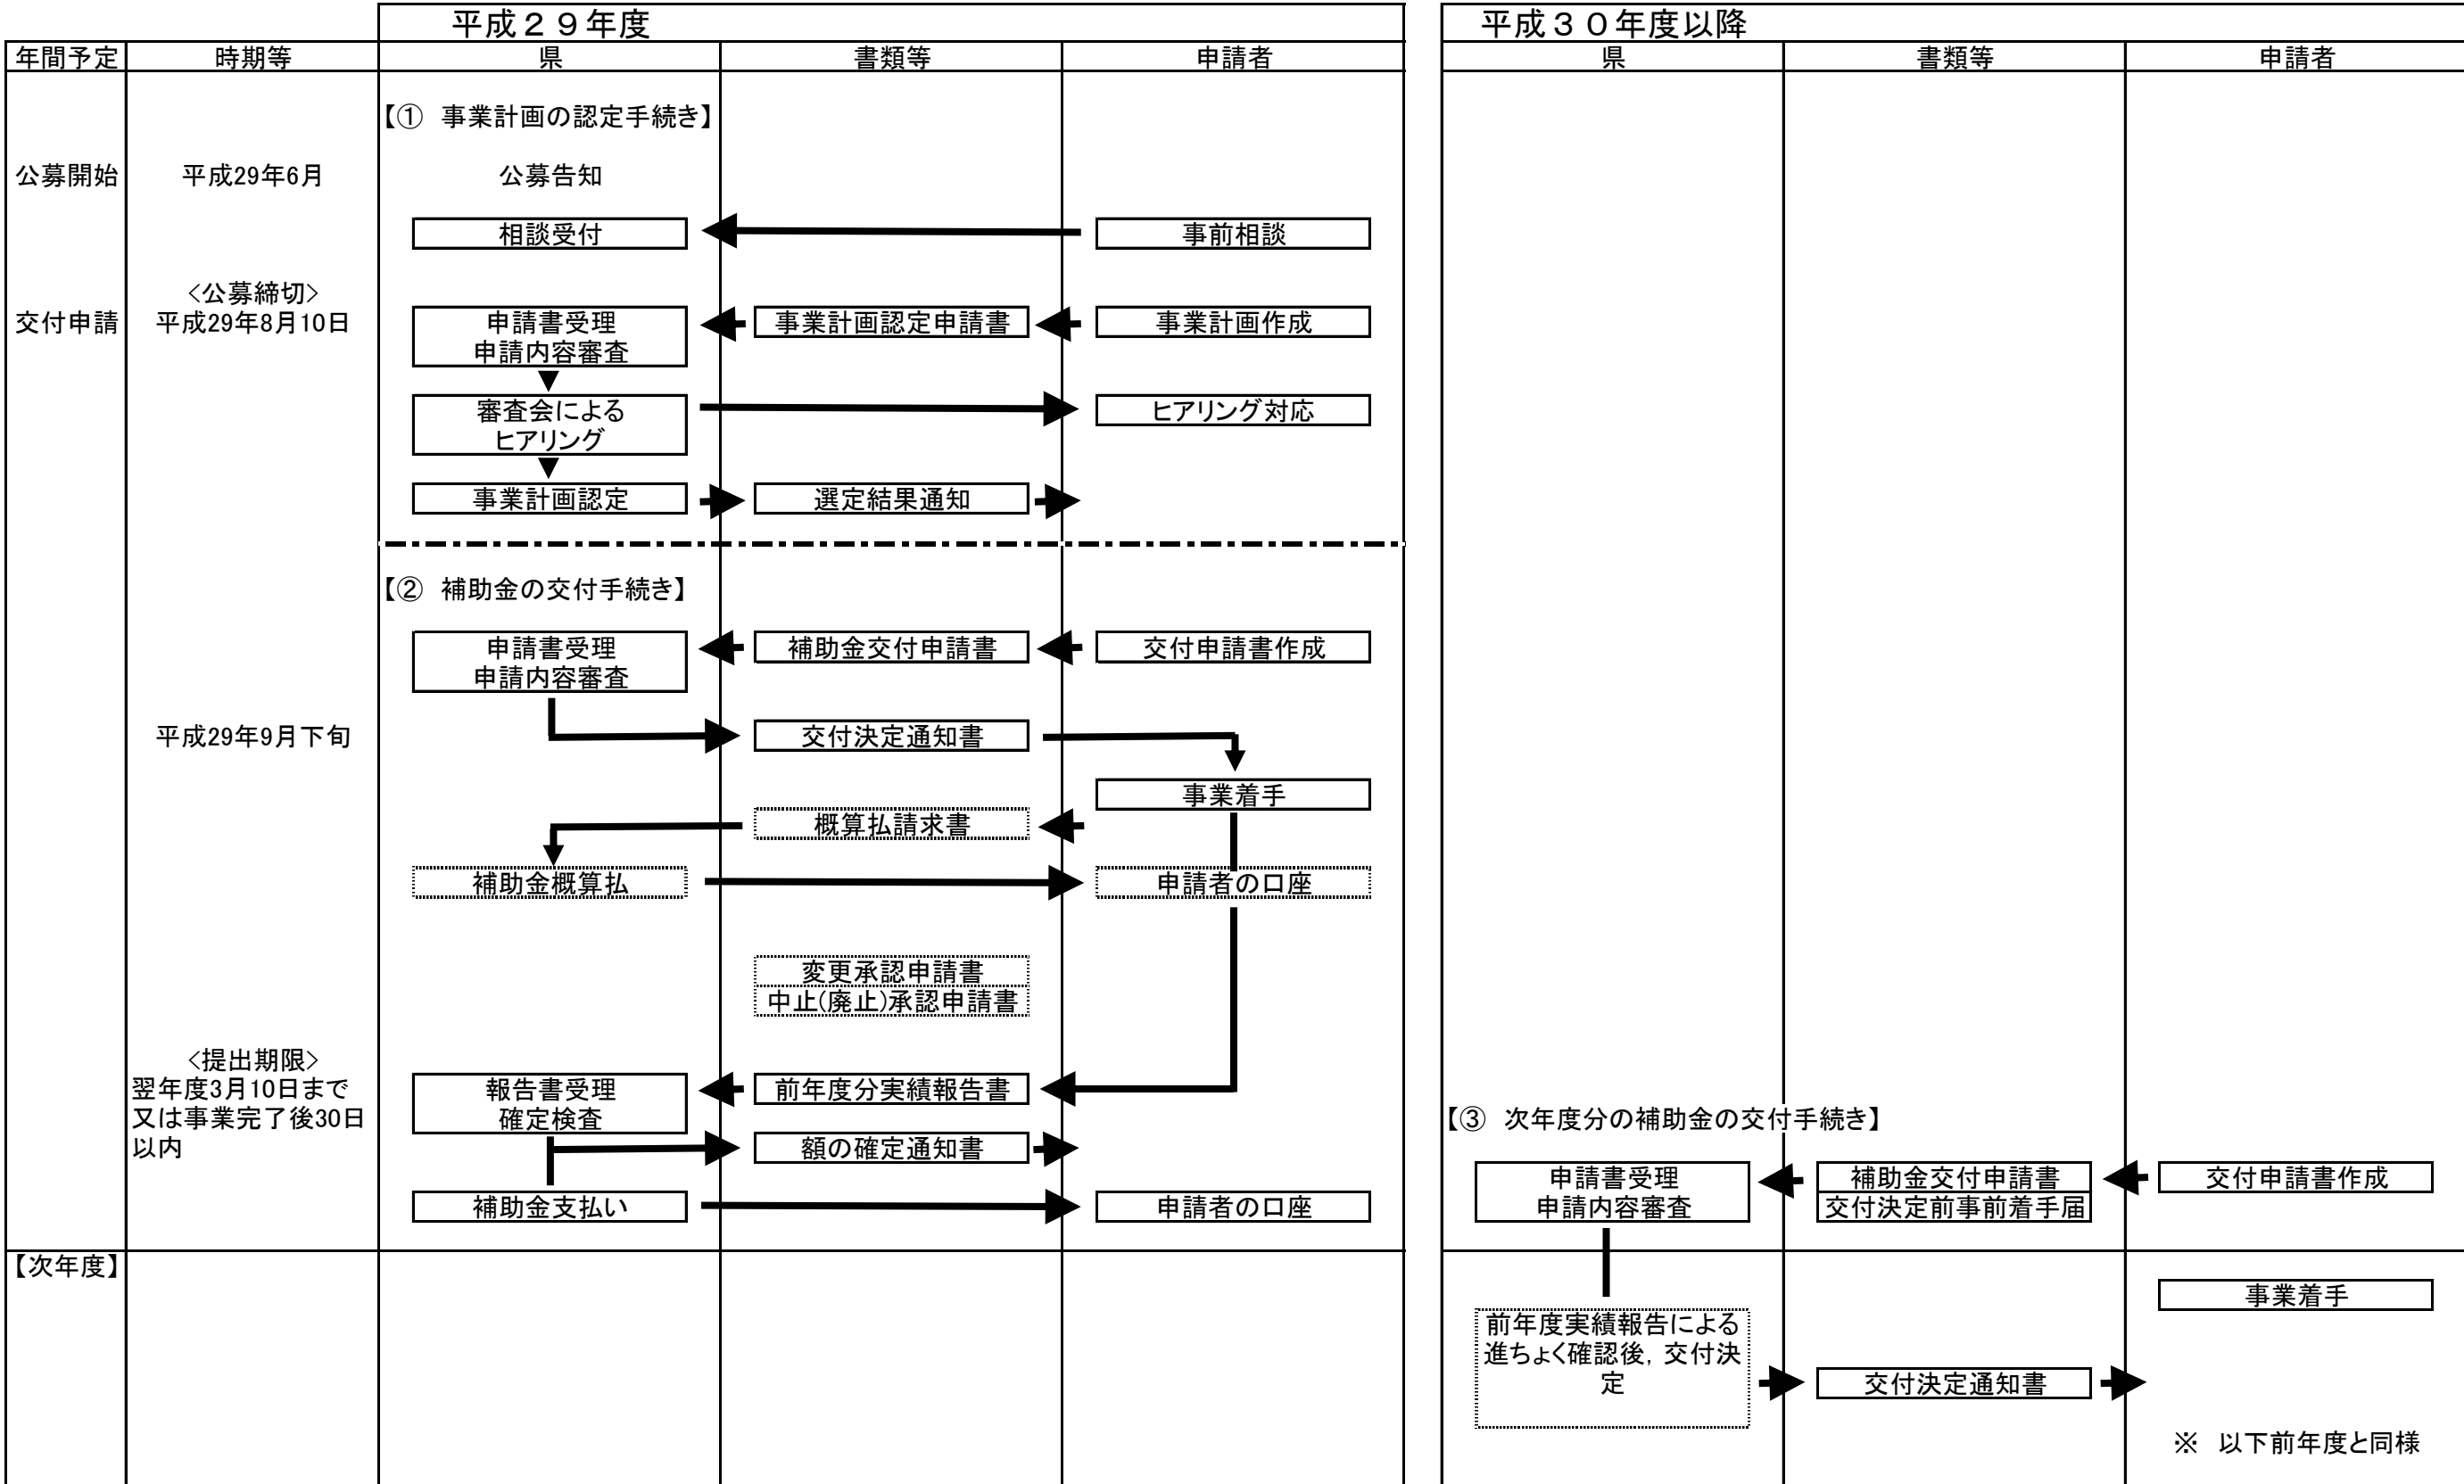 平成２９年度
平成３０年度以降
年間予定 時期等 県 書類等 申請者 県 書類等 申請者
【① 事業計画の認定手続き】
公募開始 平成29年6月 公募告知
相談受付 事前相談
<公募締切>
交付申請 平成29年8月10日 申請書受理 事業計画認定申請書 事業計画作成
申請内容審査
審査会による ヒアリング対応
ヒアリング
事業計画認定 選定結果通知
【② 補助金の交付手続き】
申請書受理 補助金交付申請書 交付申請書作成
申請内容審査
平成29年9月下旬 交付決定通知書
事業着手
概算払請求書
補助金概算払 申請者の口座
変更承認申請書
中止(廃止)承認申請書
<提出期限>
翌年度3月10日まで 報告書受理 前年度分実績報告書
又は事業完了後30日 確定検査
以内 額の確定通知書
補助金支払い 申請者の口座
【③ 次年度分の補助金の交付手続き】
申請書受理 補助金交付申請書 交付申請書作成
申請内容審査 交付決定前事前着手届
【次年度】
事業着手
前年度実績報告による
進ちょく確認後，交付決
定 交付決定通知書
※ 以下前年度と同様